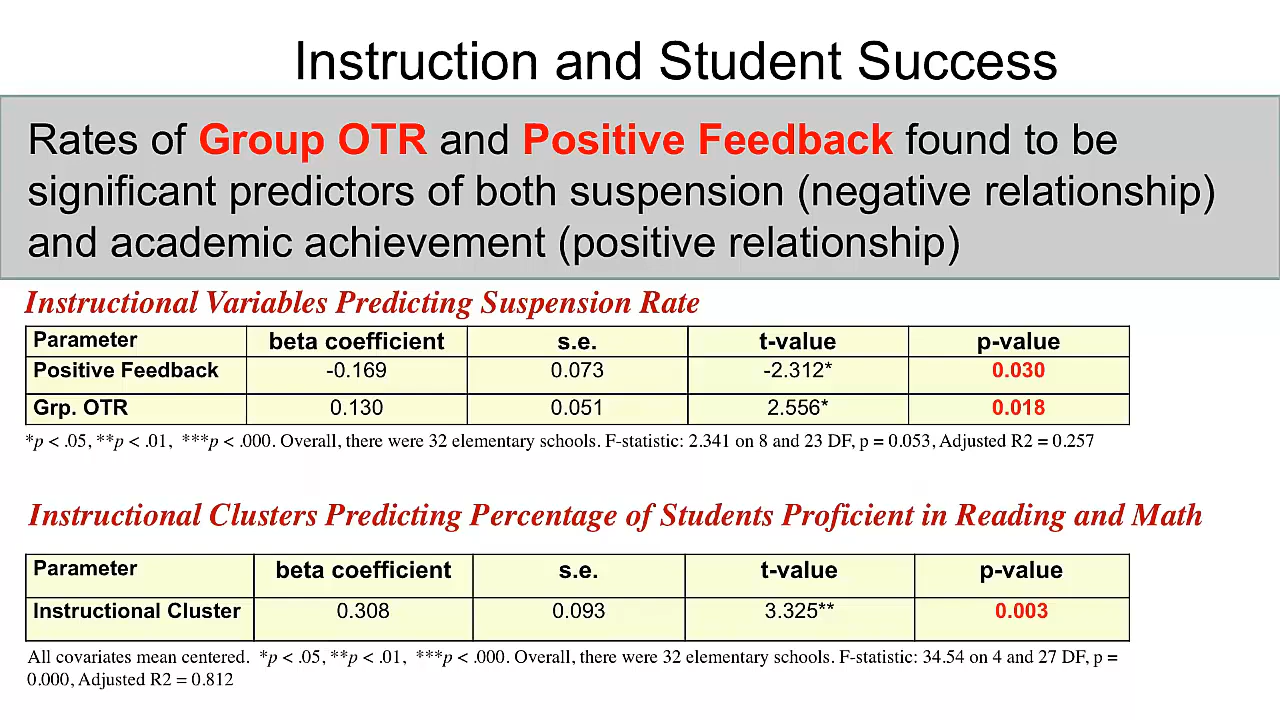 Instruction and Student Success
Rates of Group OTR and Positive Feedback found to be
significant predictors of both suspension (negative relationship)
and academic achievement (positive relationship)
Instructional Variables Predicting Suspension Rate
Parameter beta coefficient s.e. t-value p-value
Positive Feedback -0.169 0.073 -2.312* 0.030
Grp. OTR 0.130 0.051 2.556* 0.018
*p < .05, **p < .01, ***p < .000. Overall, there were 32 elementary schools. F-statistic: 2.341 on 8 and 23 DF, p = 0.053, Adjusted R2 = 0.257
Instructional Clusters Predicting Percentage of Students Proficient in Reading and Math
Parameter beta coefficient s.e. t-value p-value
Instructional Cluster 0.308 0.093 3.325** 0.003
All covariates mean centered. *p < .05, **p < .01, ***p < .000. Overall, there were 32 elementary schools. F-statistic: 34.54 on 4 and 27 DF, p =
0.000, Adjusted R2 = 0.812